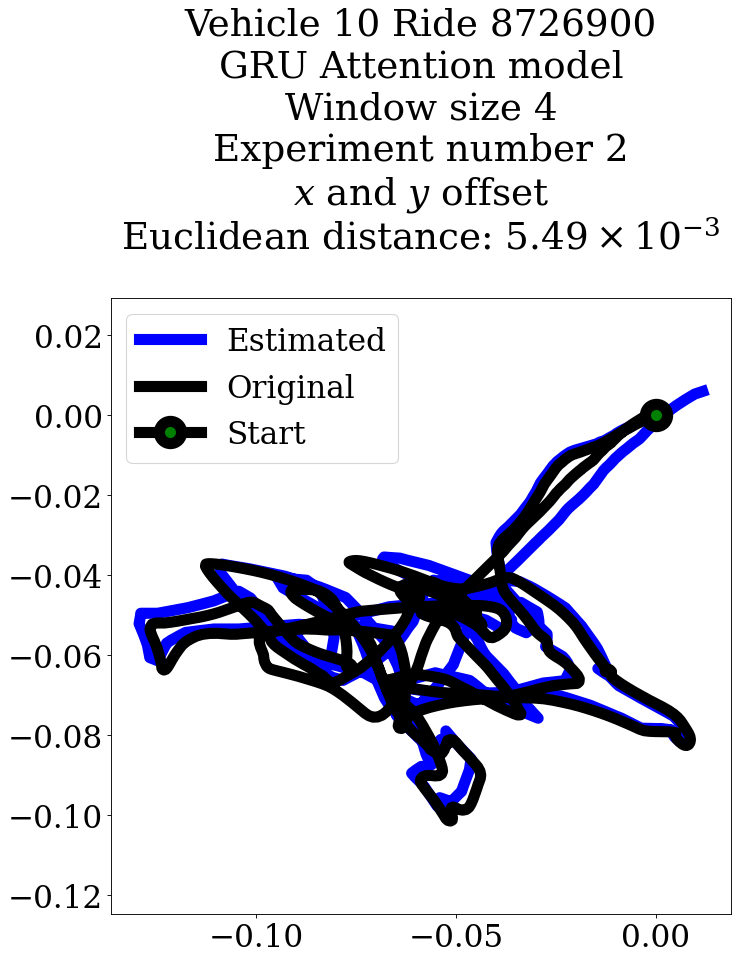 Vehicle 10 Ride 8726900
GRU Attention model
Window size 4
Experiment number 2
x and y offset
Euclidean distance: 5.49 × 10⁻³
Estimated
Original
Start
0.02
0.00
−0.02
−0.04
−0.06
−0.08
−0.10
−0.12
−0.10
−0.05
0.00